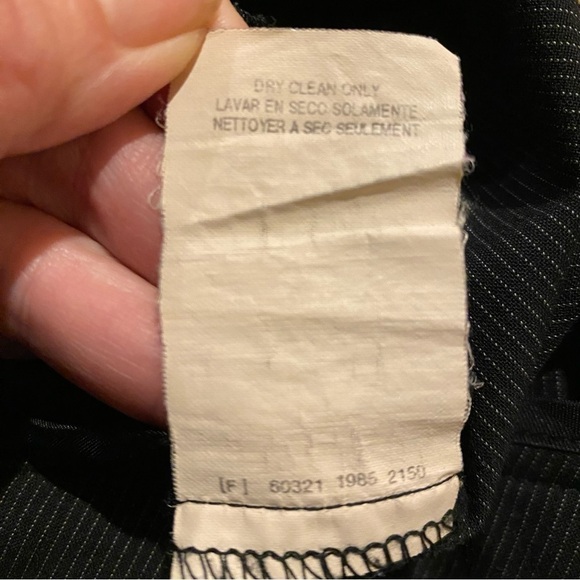 DRY CLEAN ONLY
LAVAR EN SECO SOLAMENTE
NETTOYER A SEC SEULEMENT
[F] 60321 1985 2150